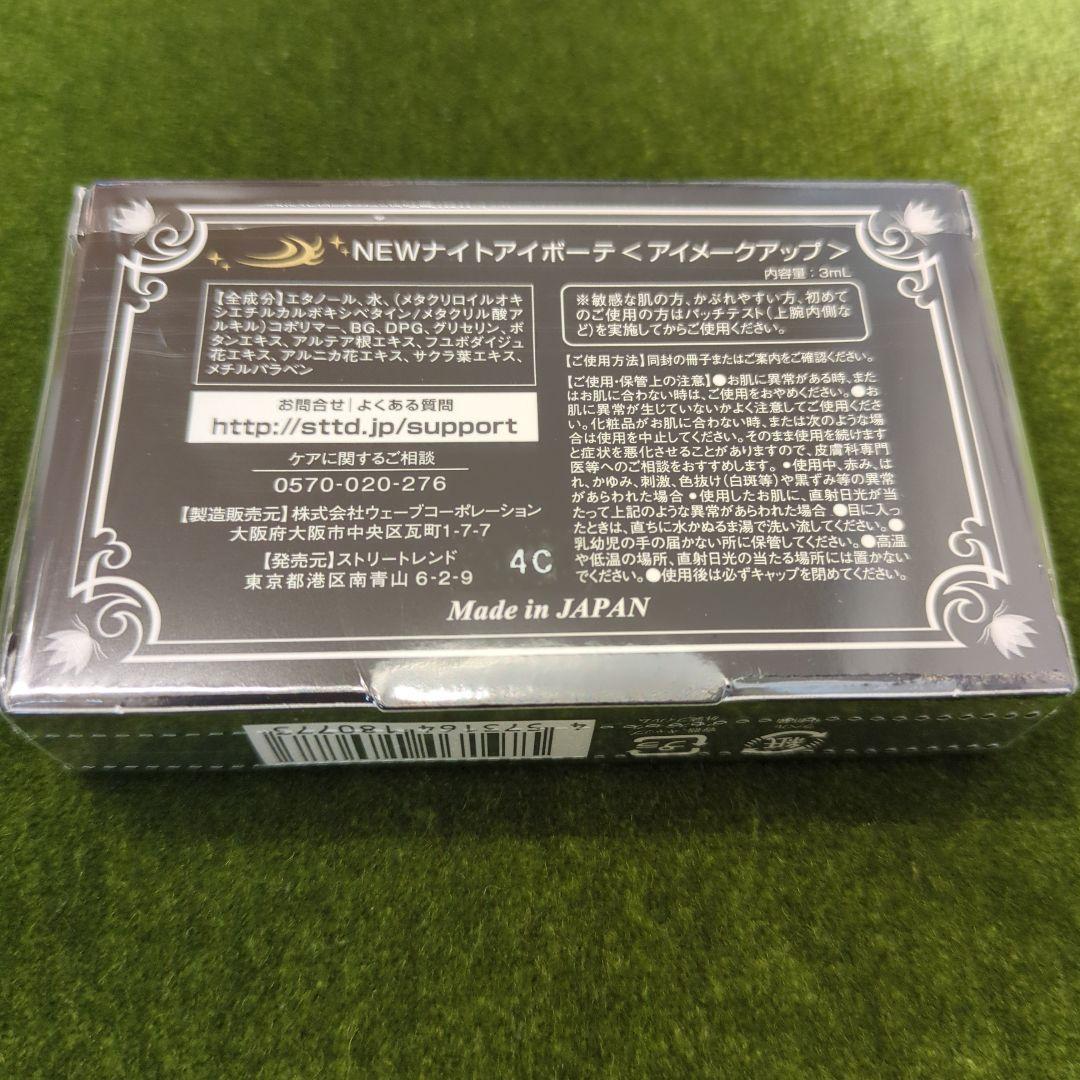 NEWナイトアイボーテ＜アイメークアップ＞
内容量：3mL
【全成分】エタノール、水、(メタクリロイルオキ
シエチルカルボキシベタイン/メタクリル酸ア
ルキル)コポリマー、BG、DPG、グリセリン、ボ
タンエキス、アルテア根エキス、フユボダイジュ
花エキス、アルニカ花エキス、サクラ葉エキス、
メチルパラベン
お問合せ|よくある質問
http://sttd.jp/support
ケアに関するご相談
0570-020-276
【製造販売元】株式会社ウェーブコーポレーション
大阪府大阪市中央区瓦町1-7-7
【発売元】ストリートレンド
東京都港区南青山 6-2-9
4C
※敏感な肌の方、かぶれやすい方、初めて
のご使用の方はパッチテスト(上腕内側な
ど)を実施してからご使用ください。
【ご使用方法】同封の冊子またはご案内をご確認ください。
【ご使用・保管上の注意】●お肌に異常がある時、また
はお肌に合わない時は、ご使用をおやめください。●お
肌に異常が生じていないかよく注意してご使用くださ
い。化粧品がお肌に合わない時、または次のような場
合は使用を中止してください。そのまま使用を続けます
と症状を悪化させることがありますので、皮膚科専門
医等へのご相談をおすすめします。●使用中、赤み、は
れ、かゆみ、刺激、色抜け(白斑等)や黒ずみ等の異常
があらわれた場合 ●使用したお肌に、直射日光が当
たって上記のような異常があらわれた場合 ●目に入っ
たときは、直ちに水かぬるま湯で洗い流してください。●
乳幼児の手の届かない所に保管してください。●高温
や低温の場所、直射日光の当たる場所には置かない
でください。●使用後は必ずキャップを閉めてください。
Made in JAPAN
4573164180773
紙
プラ